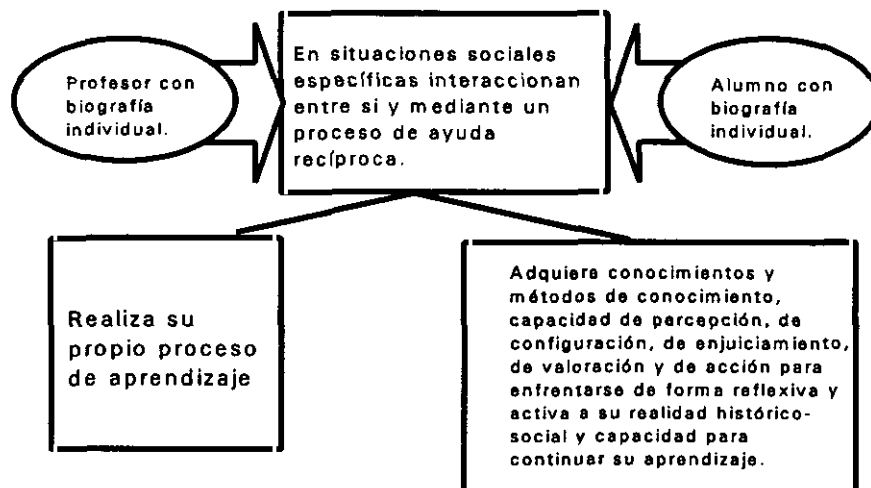 Profesor con
biografía
individual.
En situaciones sociales
específicas interaccionan
entre si y mediante un
proceso de ayuda
recíproca.
Alumno con
biografía
individual.
Realiza su
propio proceso
de aprendizaje
Adquiere conocimientos y
métodos de conocimiento,
capacidad de percepción, de
configuración, de enjuiciamiento,
de valoración y de acción para
enfrentarse de forma reflexiva y
activa a su realidad histórico-
social y capacidad para
continuar su aprendizaje.